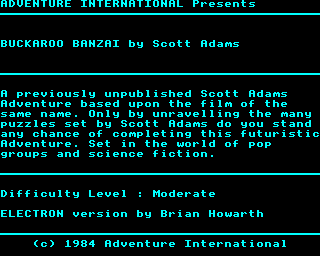 ADVENTURE INTERNATIONAL Presents
BUCKAROO BANZAI by Scott Adams
A previously unpublished Scott Adams
Adventure based upon the film of the
same name. Only by unravelling the many
puzzles set by Scott Adams do you stand
any chance of completing this futuristic
Adventure. Set in the world of pop
groups and science fiction.
Difficulty Level : Moderate
ELECTRON version by Brian Howarth
(c) 1984 Adventure International